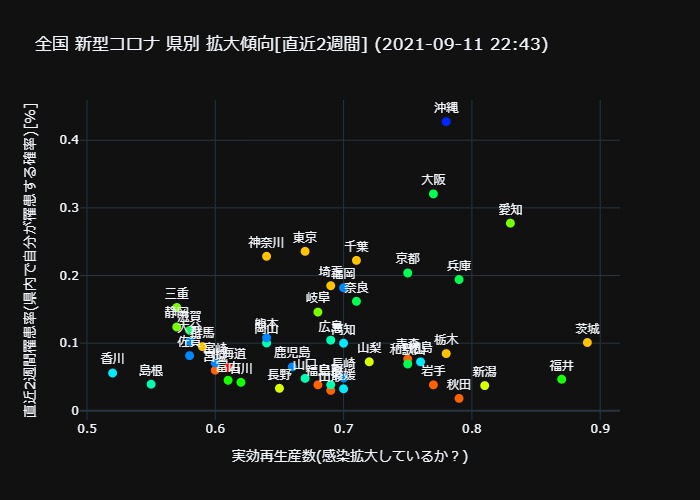 全国 新型コロナ 県別 拡大傾向[直近2週間] (2021-09-11 22:43)
直近2週間罹患率(県内で自分が罹患する確率)[%]
0.4
0.3
0.2
0.1
0
沖縄
大阪
愛知
神奈川
東京
千葉
京都
兵庫
埼玉
福岡
奈良
三重
岐阜
静岡
滋賀
群馬
佐賀
熊本
岡山
広島
高知
茨城
栃木
山梨
香川
島根
鹿児島
山口
長崎
長野
石川
富山
岩手
秋田
新潟
福井
0.5
0.6
0.7
0.8
0.9
実効再生産数(感染拡大しているか？)